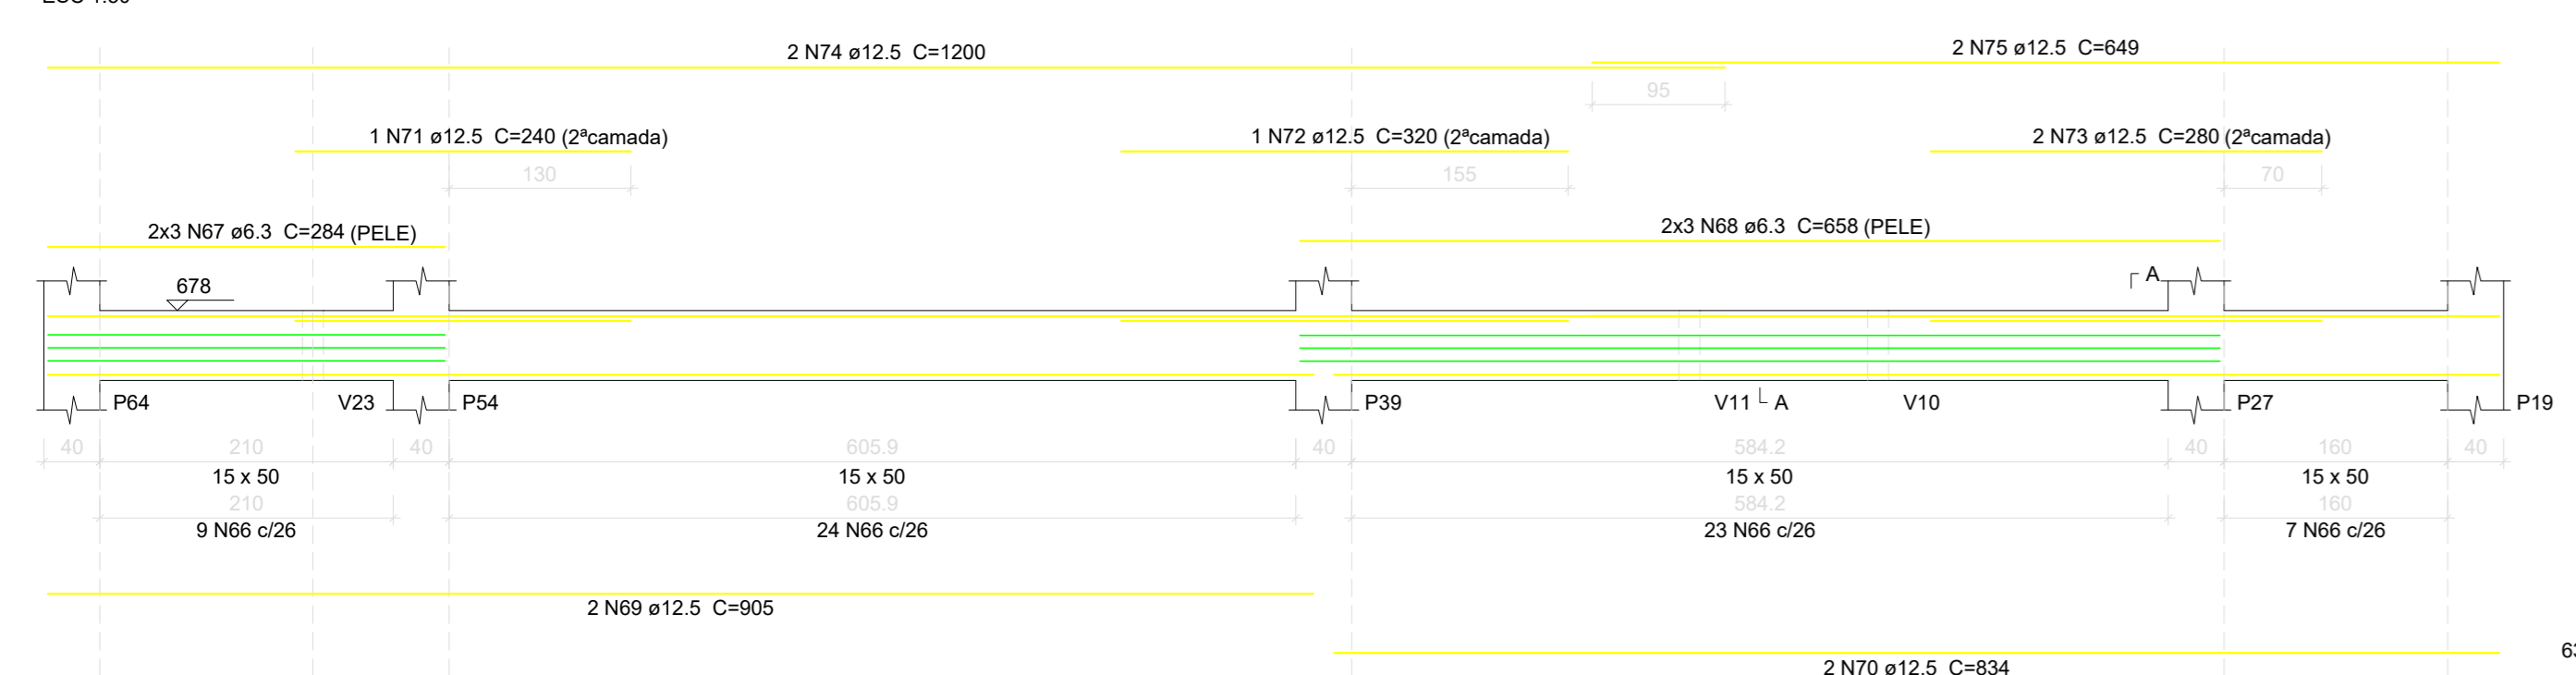 2 N74 ø12.5 C=1200
2 N75 ø12.5 C=649
95
1 N71 ø12.5 C=240 (2ªcamada)
1 N72 ø12.5 C=320 (2ªcamada)
2 N73 ø12.5 C=280 (2ªcamada)
130
155
70
2x3 N67 ø6.3 C=284 (PELE)
2x3 N68 ø6.3 C=658 (PELE)
678
A
P64
V23
P54
P39
V11
A
V10
P27
P19
40
210
40
605.9
40
584.2
40
160
40
15 x 50
15 x 50
15 x 50
15 x 50
210
605.9
584.2
160
9 N66 c/26
24 N66 c/26
23 N66 c/26
7 N66 c/26
2 N69 ø12.5 C=905
2 N70 ø12.5 C=834